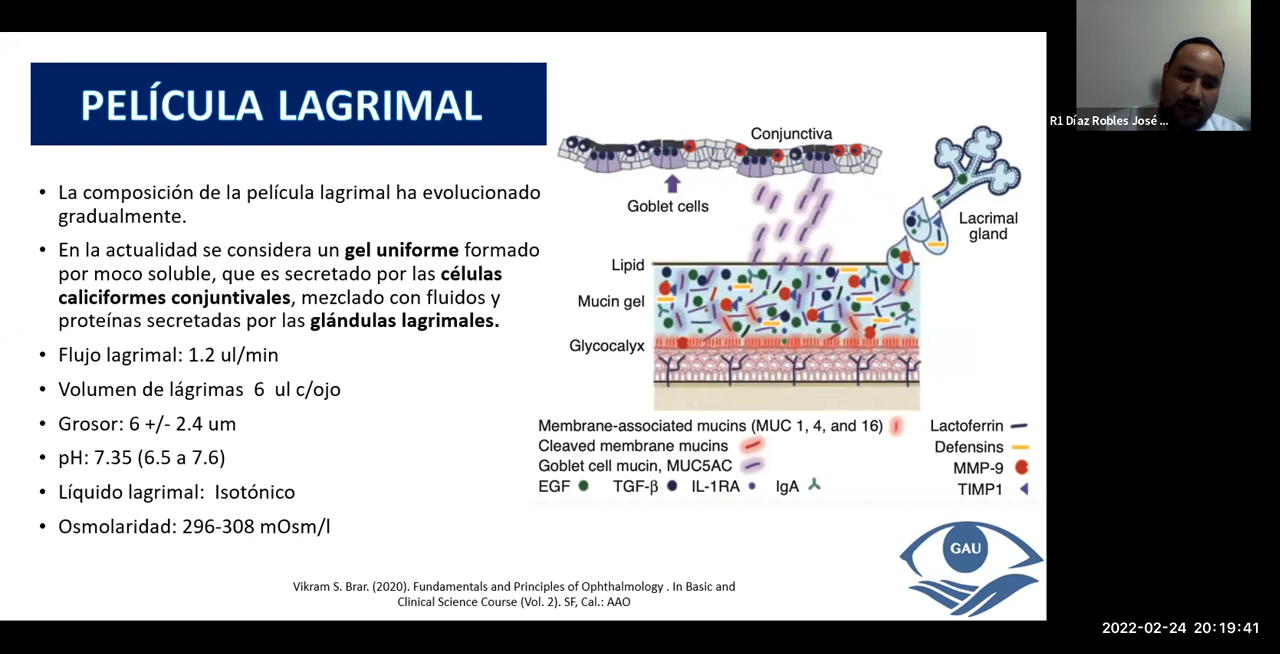 PELÍCULA LAGRIMAL
• La composición de la película lagrimal ha evolucionado
gradualmente.
• En la actualidad se considera un gel uniforme formado
por moco soluble, que es secretado por las células
caliciformes conjuntivales, mezclado con fluidos y
proteínas secretadas por las glándulas lagrimales.
• Flujo lagrimal: 1.2 ul/min
• Volumen de lágrimas 6 ul c/ojo
• Grosor: 6 +/- 2.4 um
• pH: 7.35 (6.5 a 7.6)
• Líquido lagrimal: Isotónico
• Osmolaridad: 296-308 mOsm/l
Conjunctiva
Goblet cells
Lacrimal
gland
Lipid
Mucin gel
Glycocalyx
Membrane-associated mucins (MUC 1, 4, and 16)
Cleaved membrane mucins
Goblet cell mucin, MUC5AC
EGF TGF-β IL-1RA IgA
Lactoferrin
Defensins
MMP-9
TIMP1
GAU
Vikram S. Brar. (2020). Fundamentals and Principles of Ophthalmology . In Basic and
Clinical Science Course (Vol. 2). SF, Cal.: AAO
R1 Díaz Robles José ...
2022-02-24 20:19:41